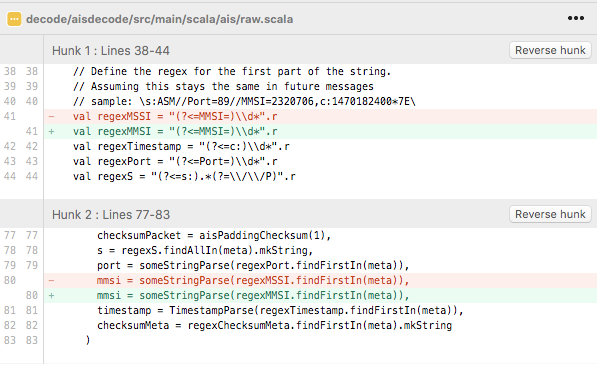 decode/aisdecode/src/main/scala/ais/raw.scala
Hunk 1 : Lines 38-44
Reverse hunk
38 38 // Define the regex for the first part of the string.
39 39 // Assuming this stays the same in future messages
40 40 // sample: \s:ASM//Port=89//MMSI=2320706,c:1470182400*7E\
41 - val regexMSSI = "(?<=MMSI=)\\d*".r
41 + val regexMMSI = "(?<=MMSI=)\\d*".r
42 42 val regexTimestamp = "(?<=c:)\\d*".r
43 43 val regexPort = "(?<=Port=)\\d*".r
44 44 val regexS = "(?<=s:).*(?=\\/\\/P)".r
Hunk 2 : Lines 77-83
Reverse hunk
77 77 checksumPacket = aisPaddingChecksum(1),
78 78 s = regexS.findAllIn(meta).mkString,
79 79 port = someStringParse(regexPort.findFirstIn(meta)),
80 - mmsi = someStringParse(regexMSSI.findFirstIn(meta)),
80 + mmsi = someStringParse(regexMMSI.findFirstIn(meta)),
81 81 timestamp = TimestampParse(regexTimestamp.findFirstIn(meta)),
82 82 checksumMeta = regexChecksumMeta.findFirstIn(meta).mkString
83 83 )